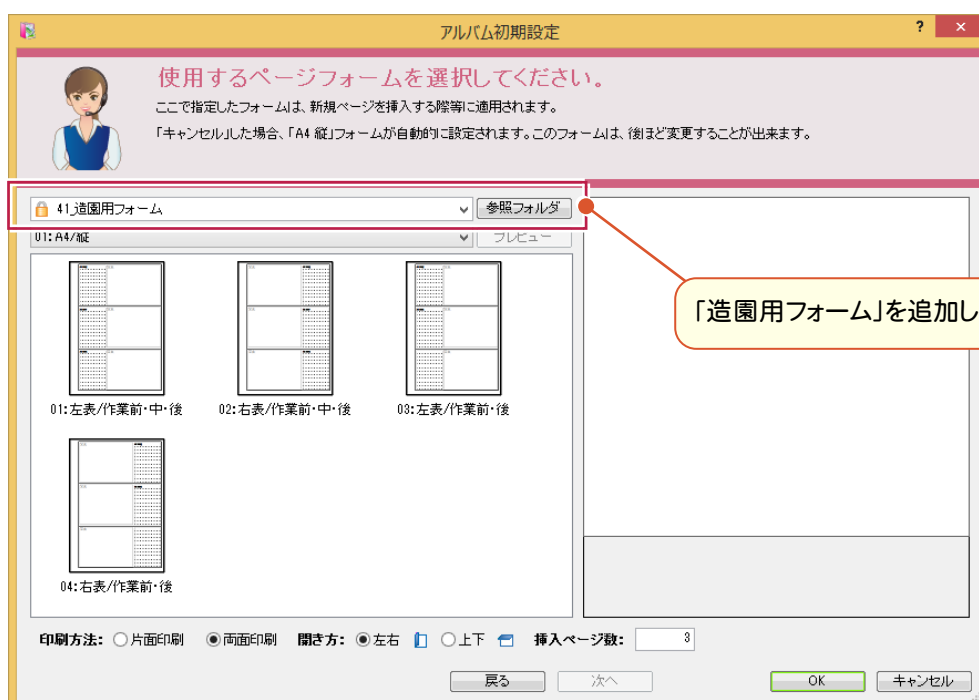 アルバム初期設定
?
×
使用するページフォームを選択してください。
ここで指定したフォームは、新規ページを挿入する際等に適用されます。
「キャンセル」した場合、「A4 縦」フォームが自動的に設定されます。このフォームは、後ほど変更することが出来ます。
41_造園用フォーム
参照フォルダ
01:A4/縦
プレビュー
「造園用フォーム」を追加し
01:左表/作業前・中・後
02:右表/作業前・中・後
03:左表/作業前・後
04:右表/作業前・後
印刷方法: 片面印刷 両面印刷 開き方: 左右 上下 挿入ページ数: 3
戻る
次へ
OK
キャンセル